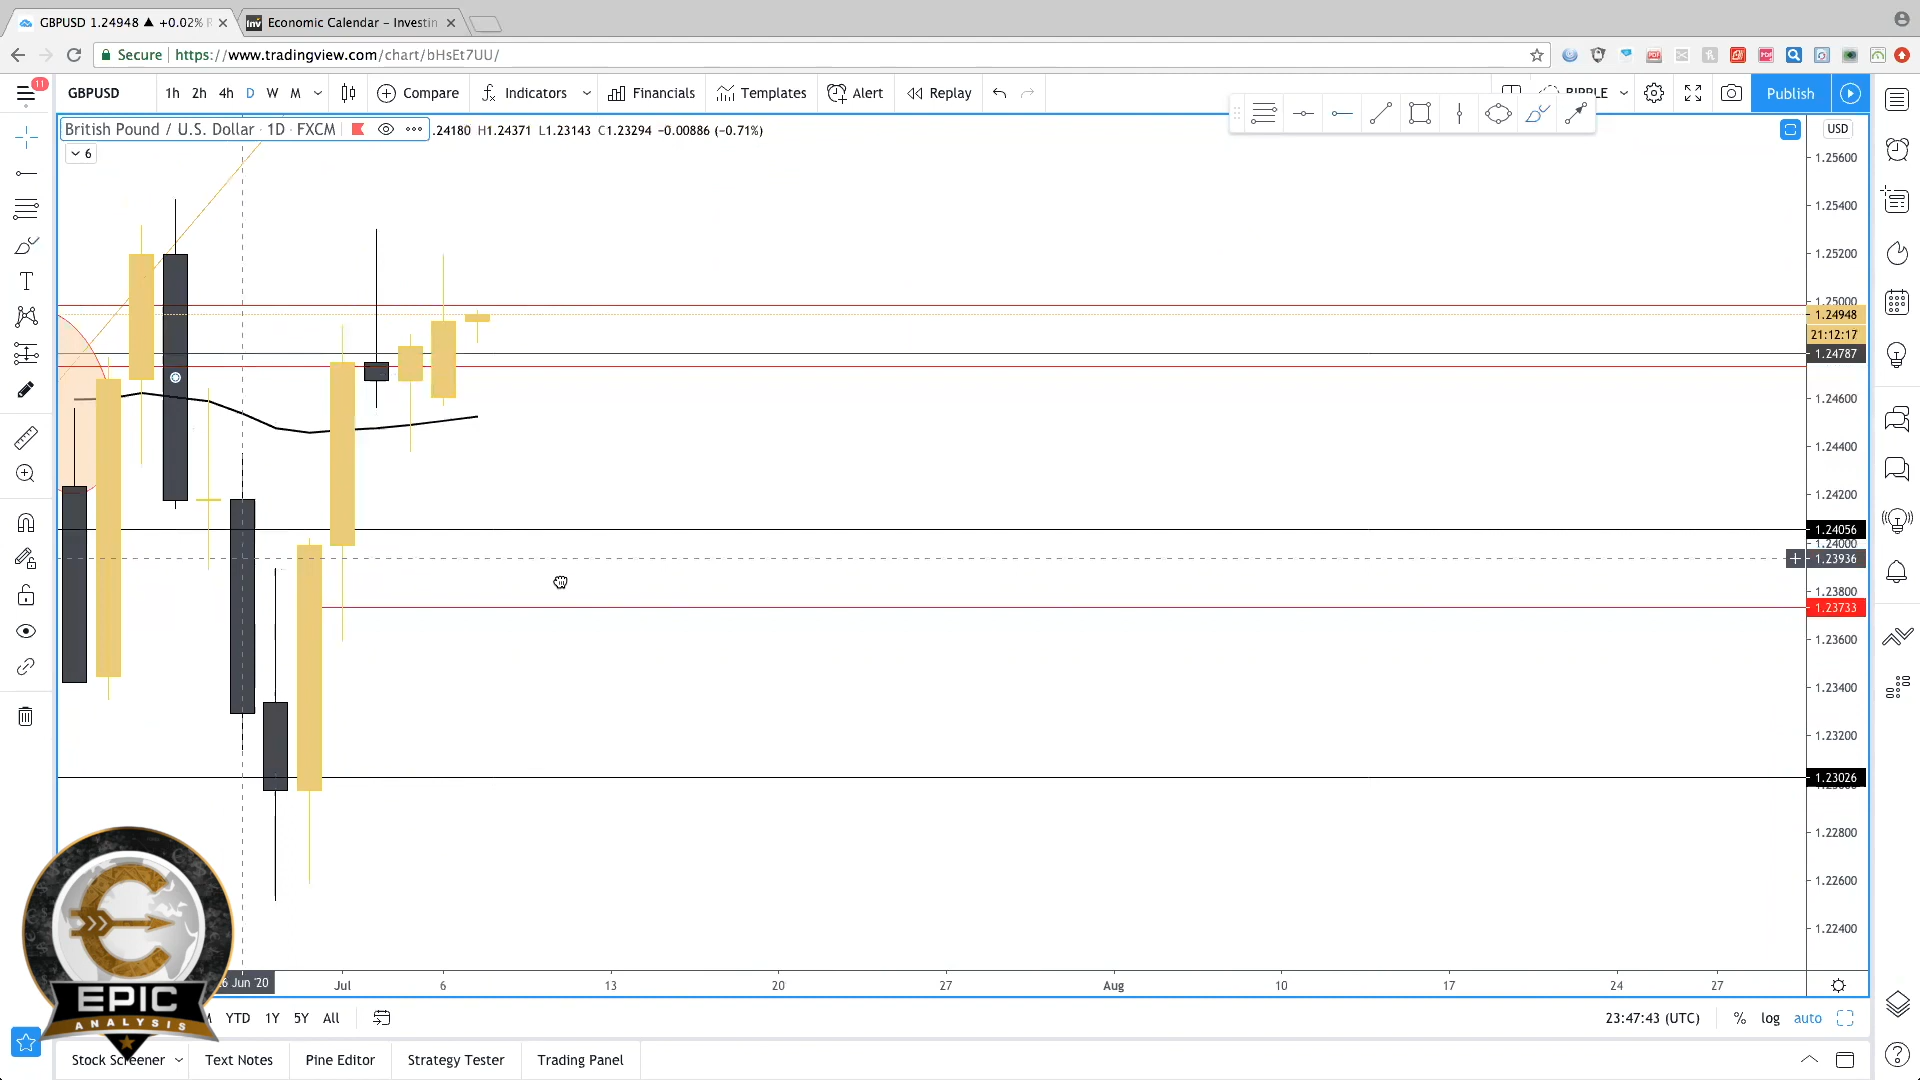 GBPUSD 1.24948 ▲ +0.02%
Economic Calendar – Investin
Secure https://www.tradingview.com/chart/bHsEt7UU/
11
GBPUSD 1h 2h 4h D W M Compare Indicators Financials Templates Alert Replay Publish
British Pound / U.S. Dollar · 1D · FXCM .24180 H1.24371 L1.23143 C1.23294 −0.00886 (−0.71%)
USD
6
1.25600
1.25400
1.25200
1.25000
1.24948
21:12:17
1.24787
1.24600
1.24400
1.24200
1.24056
1.24000
1.23936
1.23800
1.23733
1.23600
1.23400
1.23200
1.23026
1.22800
1.22600
1.22400
6 Jun '20 Jul 6 13 20 27 Aug 10 17 24 27
EPIC
ANALYSIS
YTD 1Y 5Y All 23:47:43 (UTC) % log auto
Stock Screener Text Notes Pine Editor Strategy Tester Trading Panel